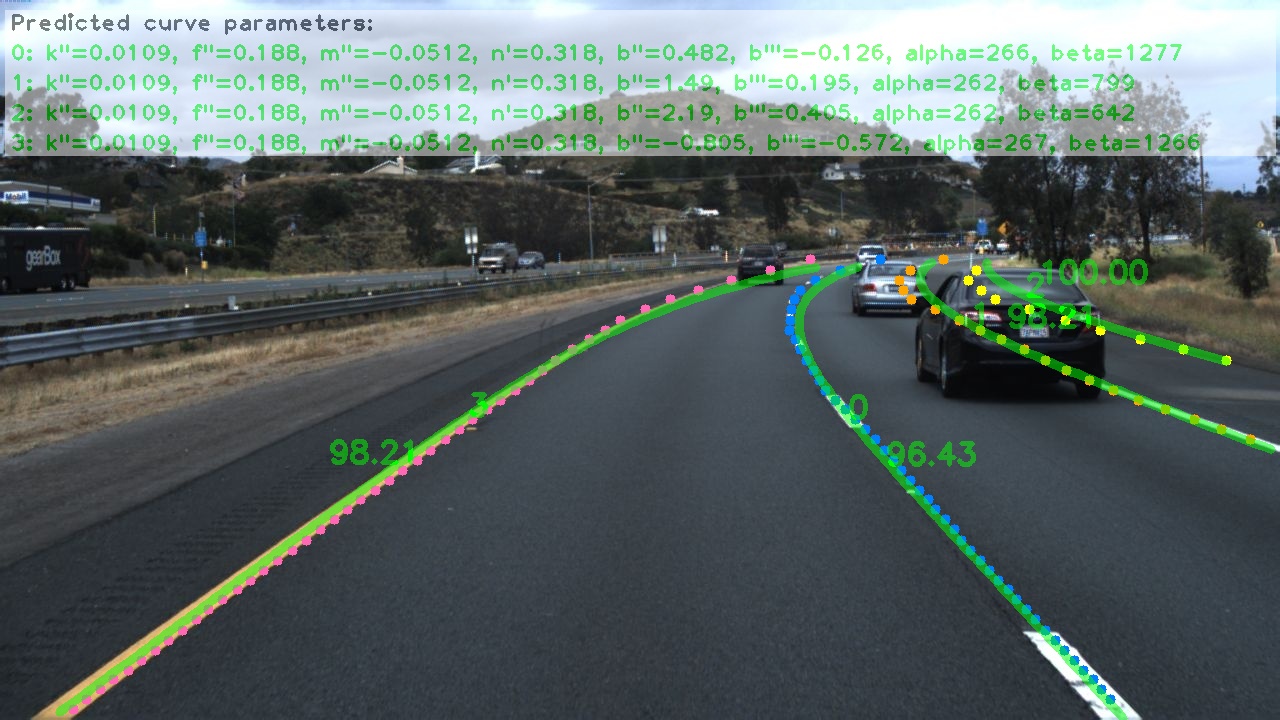 Predicted curve parameters:
0: k''=0.0109, f''=0.188, m''=-0.0512, n'=0.318, b''=0.482, b'''=-0.126, alpha=266, beta=1277
1: k''=0.0109, f''=0.188, m''=-0.0512, n'=0.318, b''=1.49, b'''=0.195, alpha=262, beta=799
2: k''=0.0109, f''=0.188, m''=-0.0512, n'=0.318, b''=2.19, b'''=0.405, alpha=262, beta=642
3: k''=0.0109, f''=0.188, m''=-0.0512, n'=0.318, b''=-0.805, b'''=-0.572, alpha=267, beta=1266
Mobil
gearBox
2
100.00
1
98.21
3
0
98.21
96.43